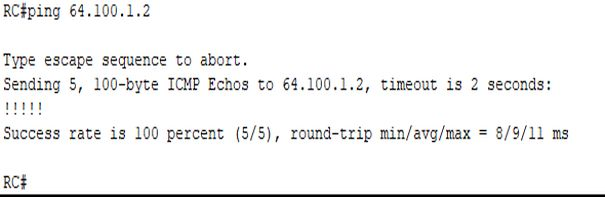 RC#ping 64.100.1.2
Type escape sequence to abort.
Sending 5, 100-byte ICMP Echos to 64.100.1.2, timeout is 2 seconds:
!!!!!
Success rate is 100 percent (5/5), round-trip min/avg/max = 8/9/11 ms
RC#